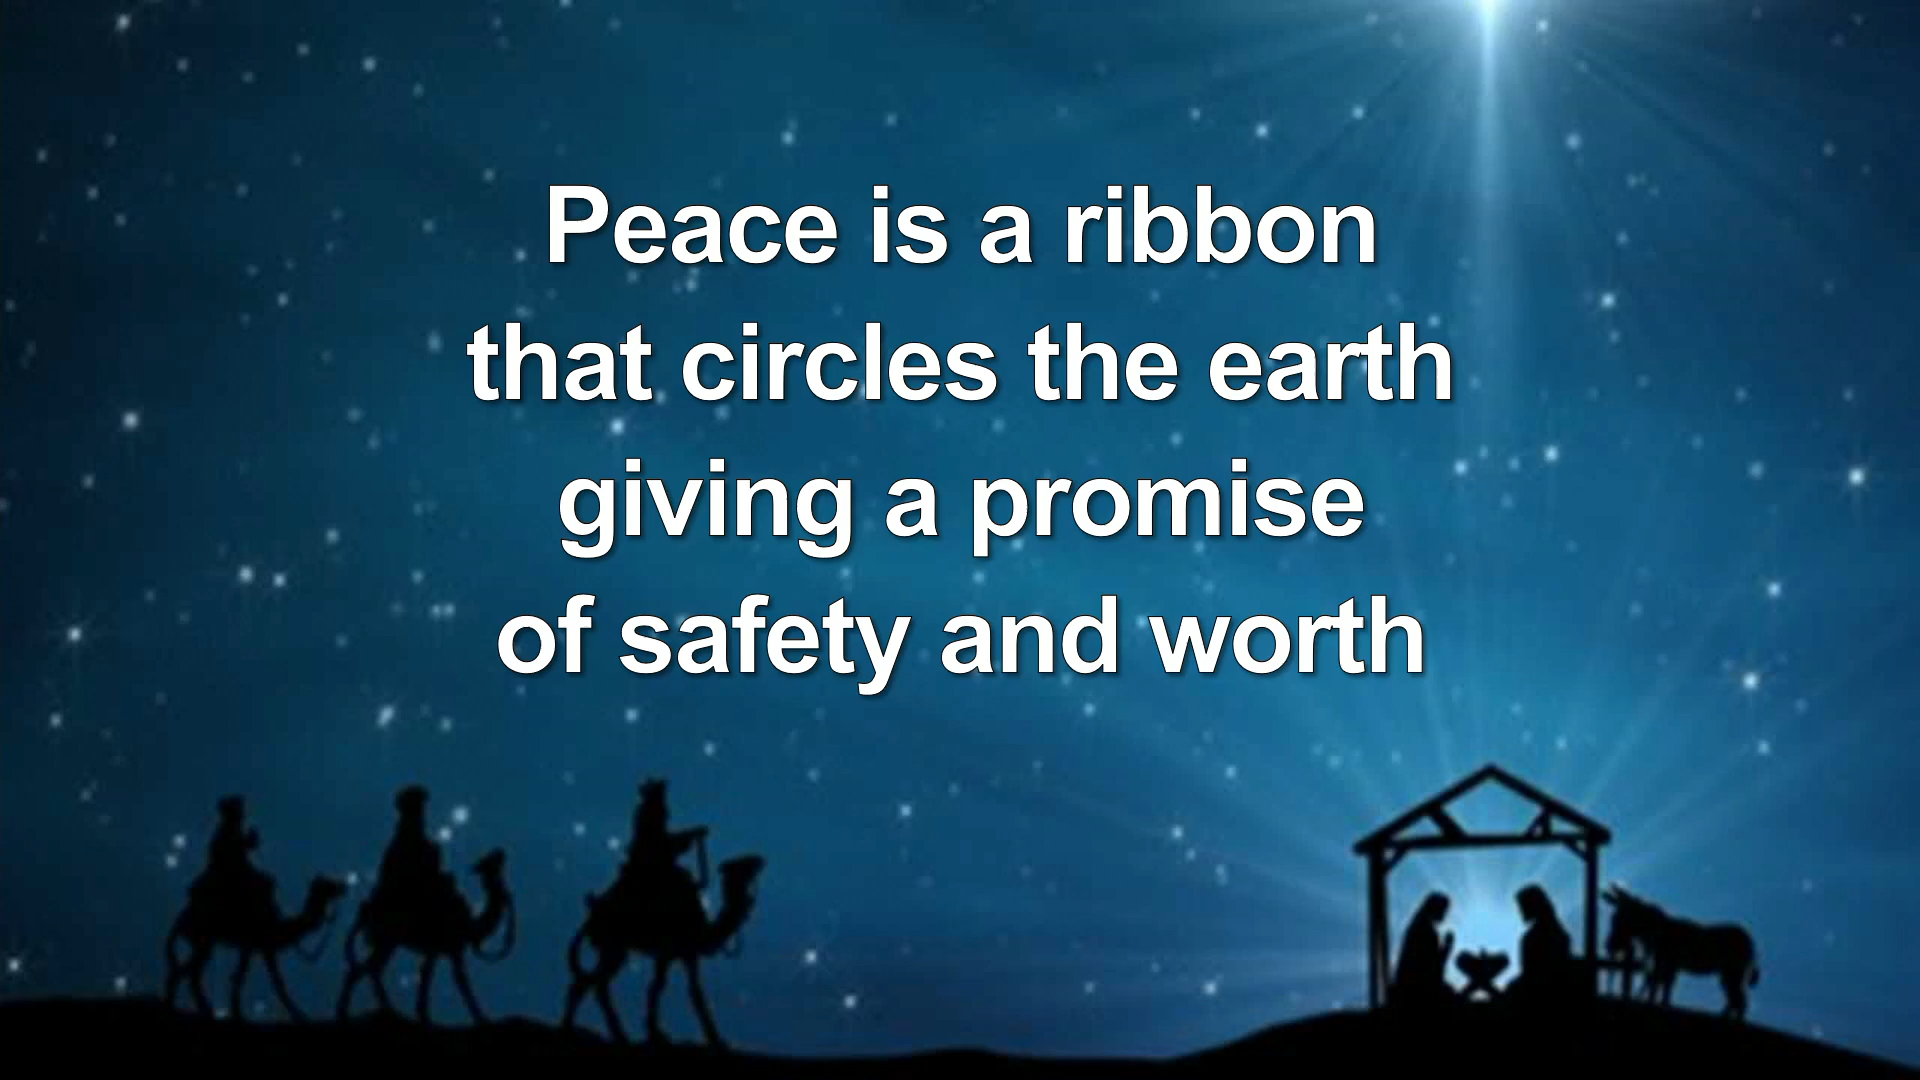 Peace is a ribbon
that circles the earth
giving a promise
of safety and worth